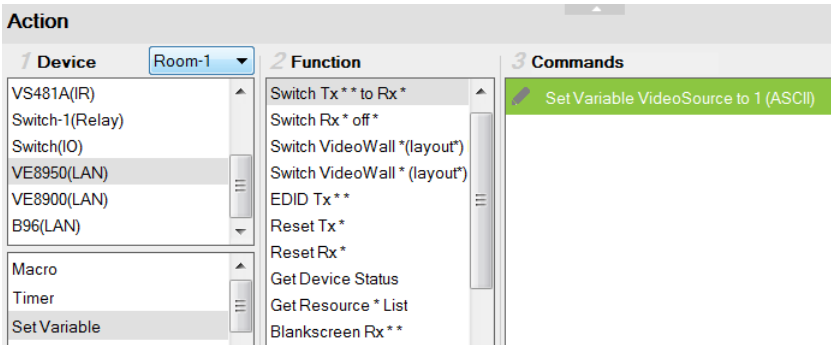 Action
1 Device
Room-1
VS481A(IR)
Switch-1(Relay)
Switch(IO)
VE8950(LAN)
VE8900(LAN)
B96(LAN)
Macro
Timer
Set Variable
2 Function
Switch Tx * * to Rx *
Switch Rx * off *
Switch VideoWall *(layout*)
Switch VideoWall * (layout*)
EDID Tx * *
Reset Tx *
Reset Rx *
Get Device Status
Get Resource * List
Blankscreen Rx * *
3 Commands
Set Variable VideoSource to 1 (ASCII)